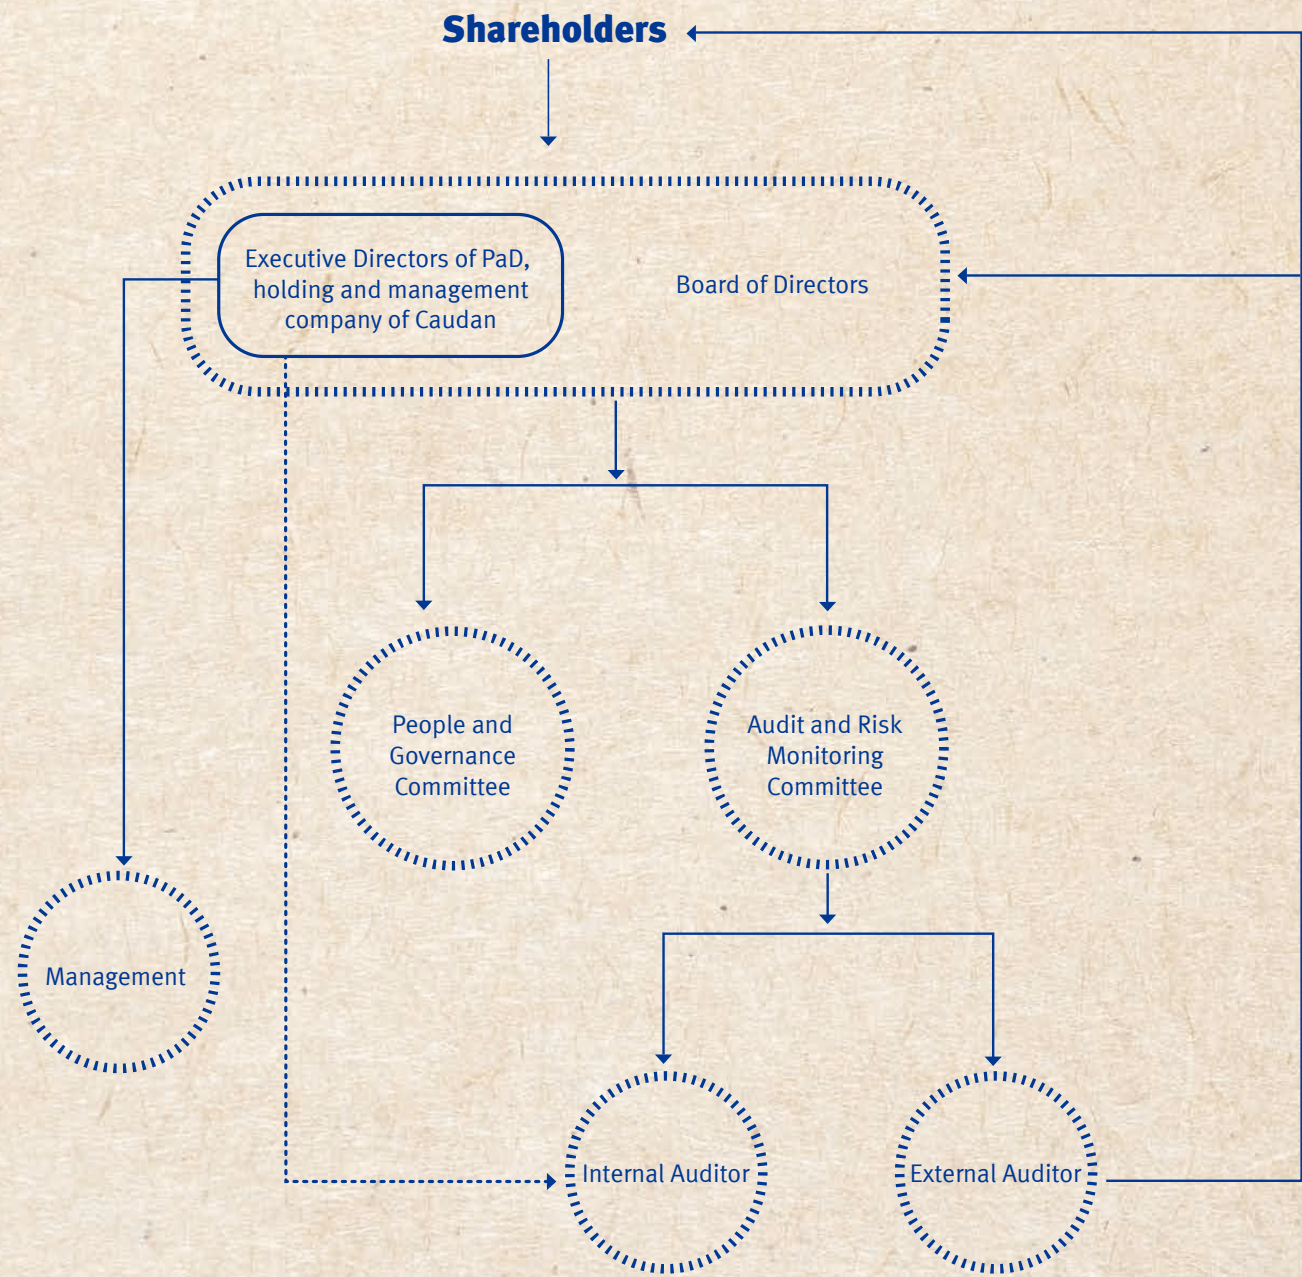 Shareholders
Executive Directors of PaD,
holding and management
company of Caudan
Board of Directors
People and
Governance
Committee
Audit and Risk
Monitoring
Committee
Management
Internal Auditor
External Auditor